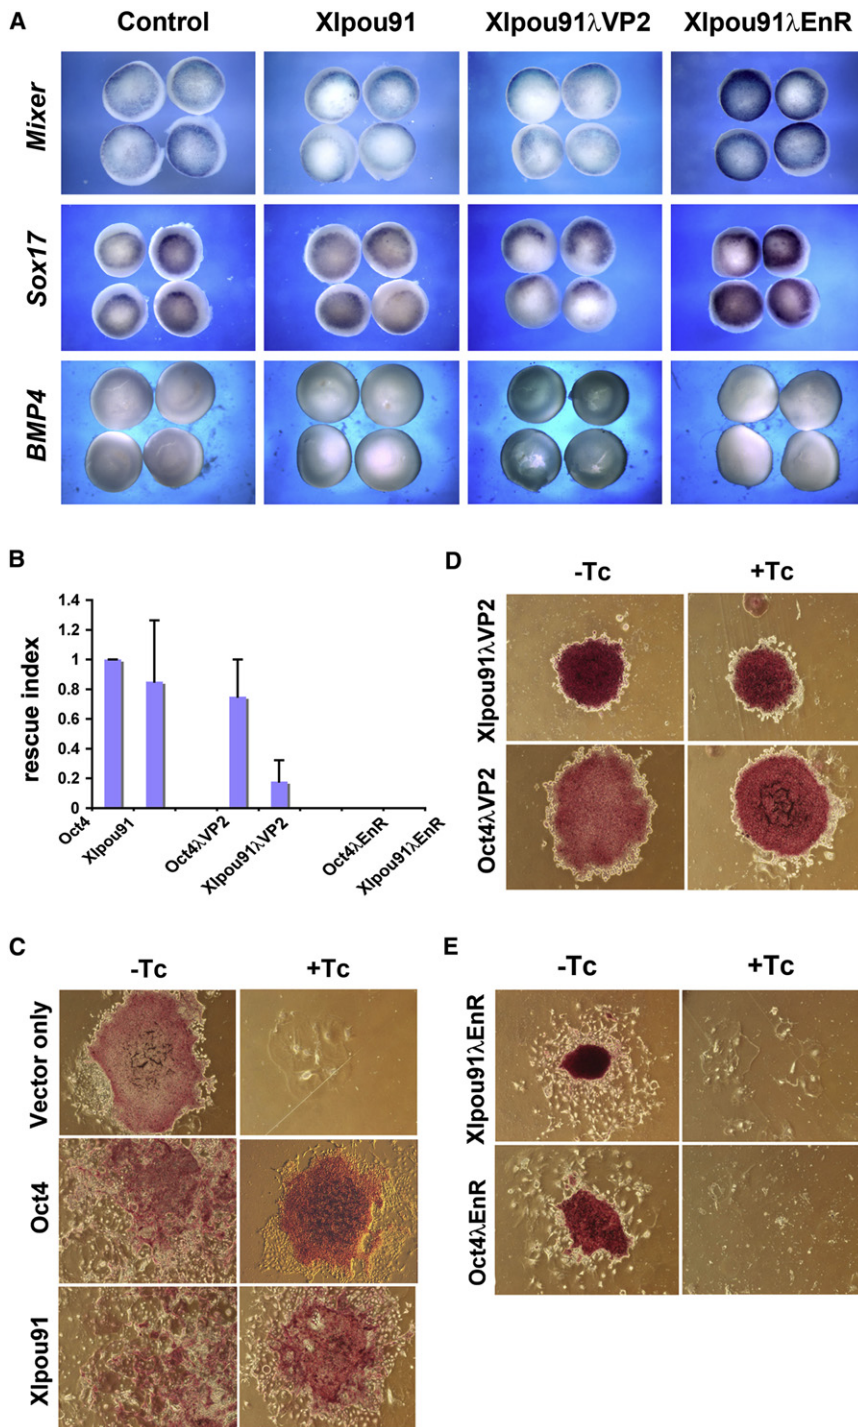 A
Control Xlpou91 Xlpou91λVP2 Xlpou91λEnR
Mixer
Sox17
BMP4
B
rescue index
1.4
1.2
1
0.8
0.6
0.4
0.2
0
Oct4
Xlpou91
Oct4λVP2
Xlpou91λVP2
Oct4λEnR
Xlpou91λEnR
C
-Tc +Tc
Vector only
Oct4
Xlpou91
D
-Tc +Tc
Xlpou91λVP2
Oct4λVP2
E
-Tc +Tc
Xlpou91λEnR
Oct4λEnR